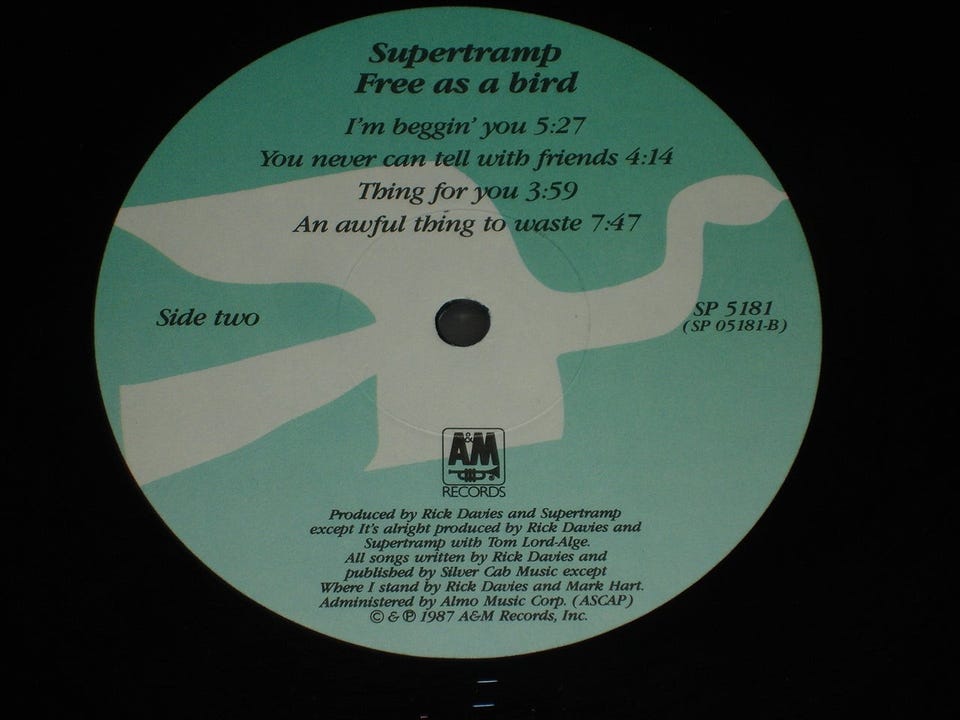 Supertramp
Free as a bird
I'm beggin' you 5:27
You never can tell with friends 4:14
Thing for you 3:59
An awful thing to waste 7:47
Side two
SP 5181
(SP 05181-B)
A&M
RECORDS
Produced by Rick Davies and Supertramp
except It's alright produced by Rick Davies and
Supertramp with Tom Lord-Alge.
All songs written by Rick Davies and
published by Silver Cab Music except
Where I stand by Rick Davies and Mark Hart.
Administered by Almo Music Corp. (ASCAP)
© & ℗ 1987 A&M Records, Inc.